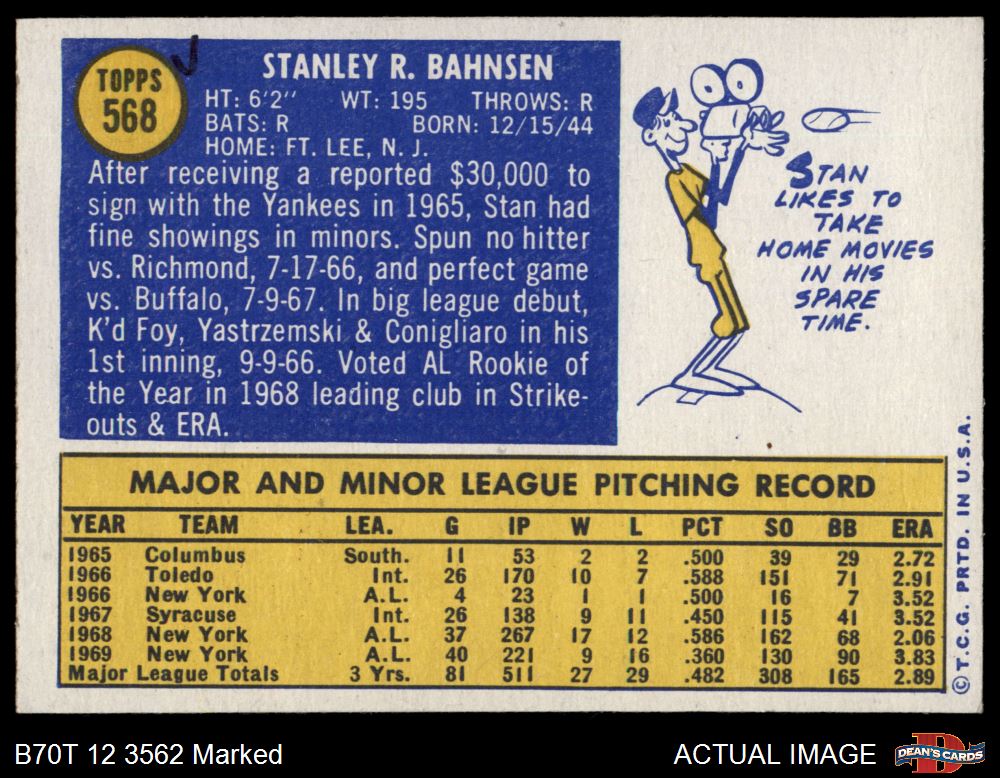 TOPPS
568
STANLEY R. BAHNSEN
HT: 6'2" WT: 195 THROWS: R
BATS: R BORN: 12/15/44
HOME: FT. LEE, N. J.
After receiving a reported $30,000 to
sign with the Yankees in 1965, Stan had
fine showings in minors. Spun no hitter
vs. Richmond, 7-17-66, and perfect game
vs. Buffalo, 7-9-67. In big league debut,
K'd Foy, Yastrzemski & Conigliaro in his
1st inning, 9-9-66. Voted AL Rookie of
the Year in 1968 leading club in Strike-
outs & ERA.
STAN
LIKES TO
TAKE
HOME MOVIES
IN HIS
SPARE
TIME.
MAJOR AND MINOR LEAGUE PITCHING RECORD
YEAR TEAM LEA. G IP W L PCT SO BB ERA
1965 Columbus South. 11 53 2 2 .500 39 29 2.72
1966 Toledo Int. 26 170 10 7 .588 151 71 2.91
1966 New York A.L. 4 23 1 1 .500 16 7 3.52
1967 Syracuse Int. 26 138 9 11 .450 115 41 3.52
1968 New York A.L. 37 267 17 12 .586 162 68 2.06
1969 New York A.L. 40 221 9 16 .360 130 90 3.83
Major League Totals 3 Yrs. 81 511 27 29 .482 308 165 2.89
©T.C.G. PRTD. IN U.S.A.
B70T 12 3562 Marked
ACTUAL IMAGE
DEAN'S CARDS